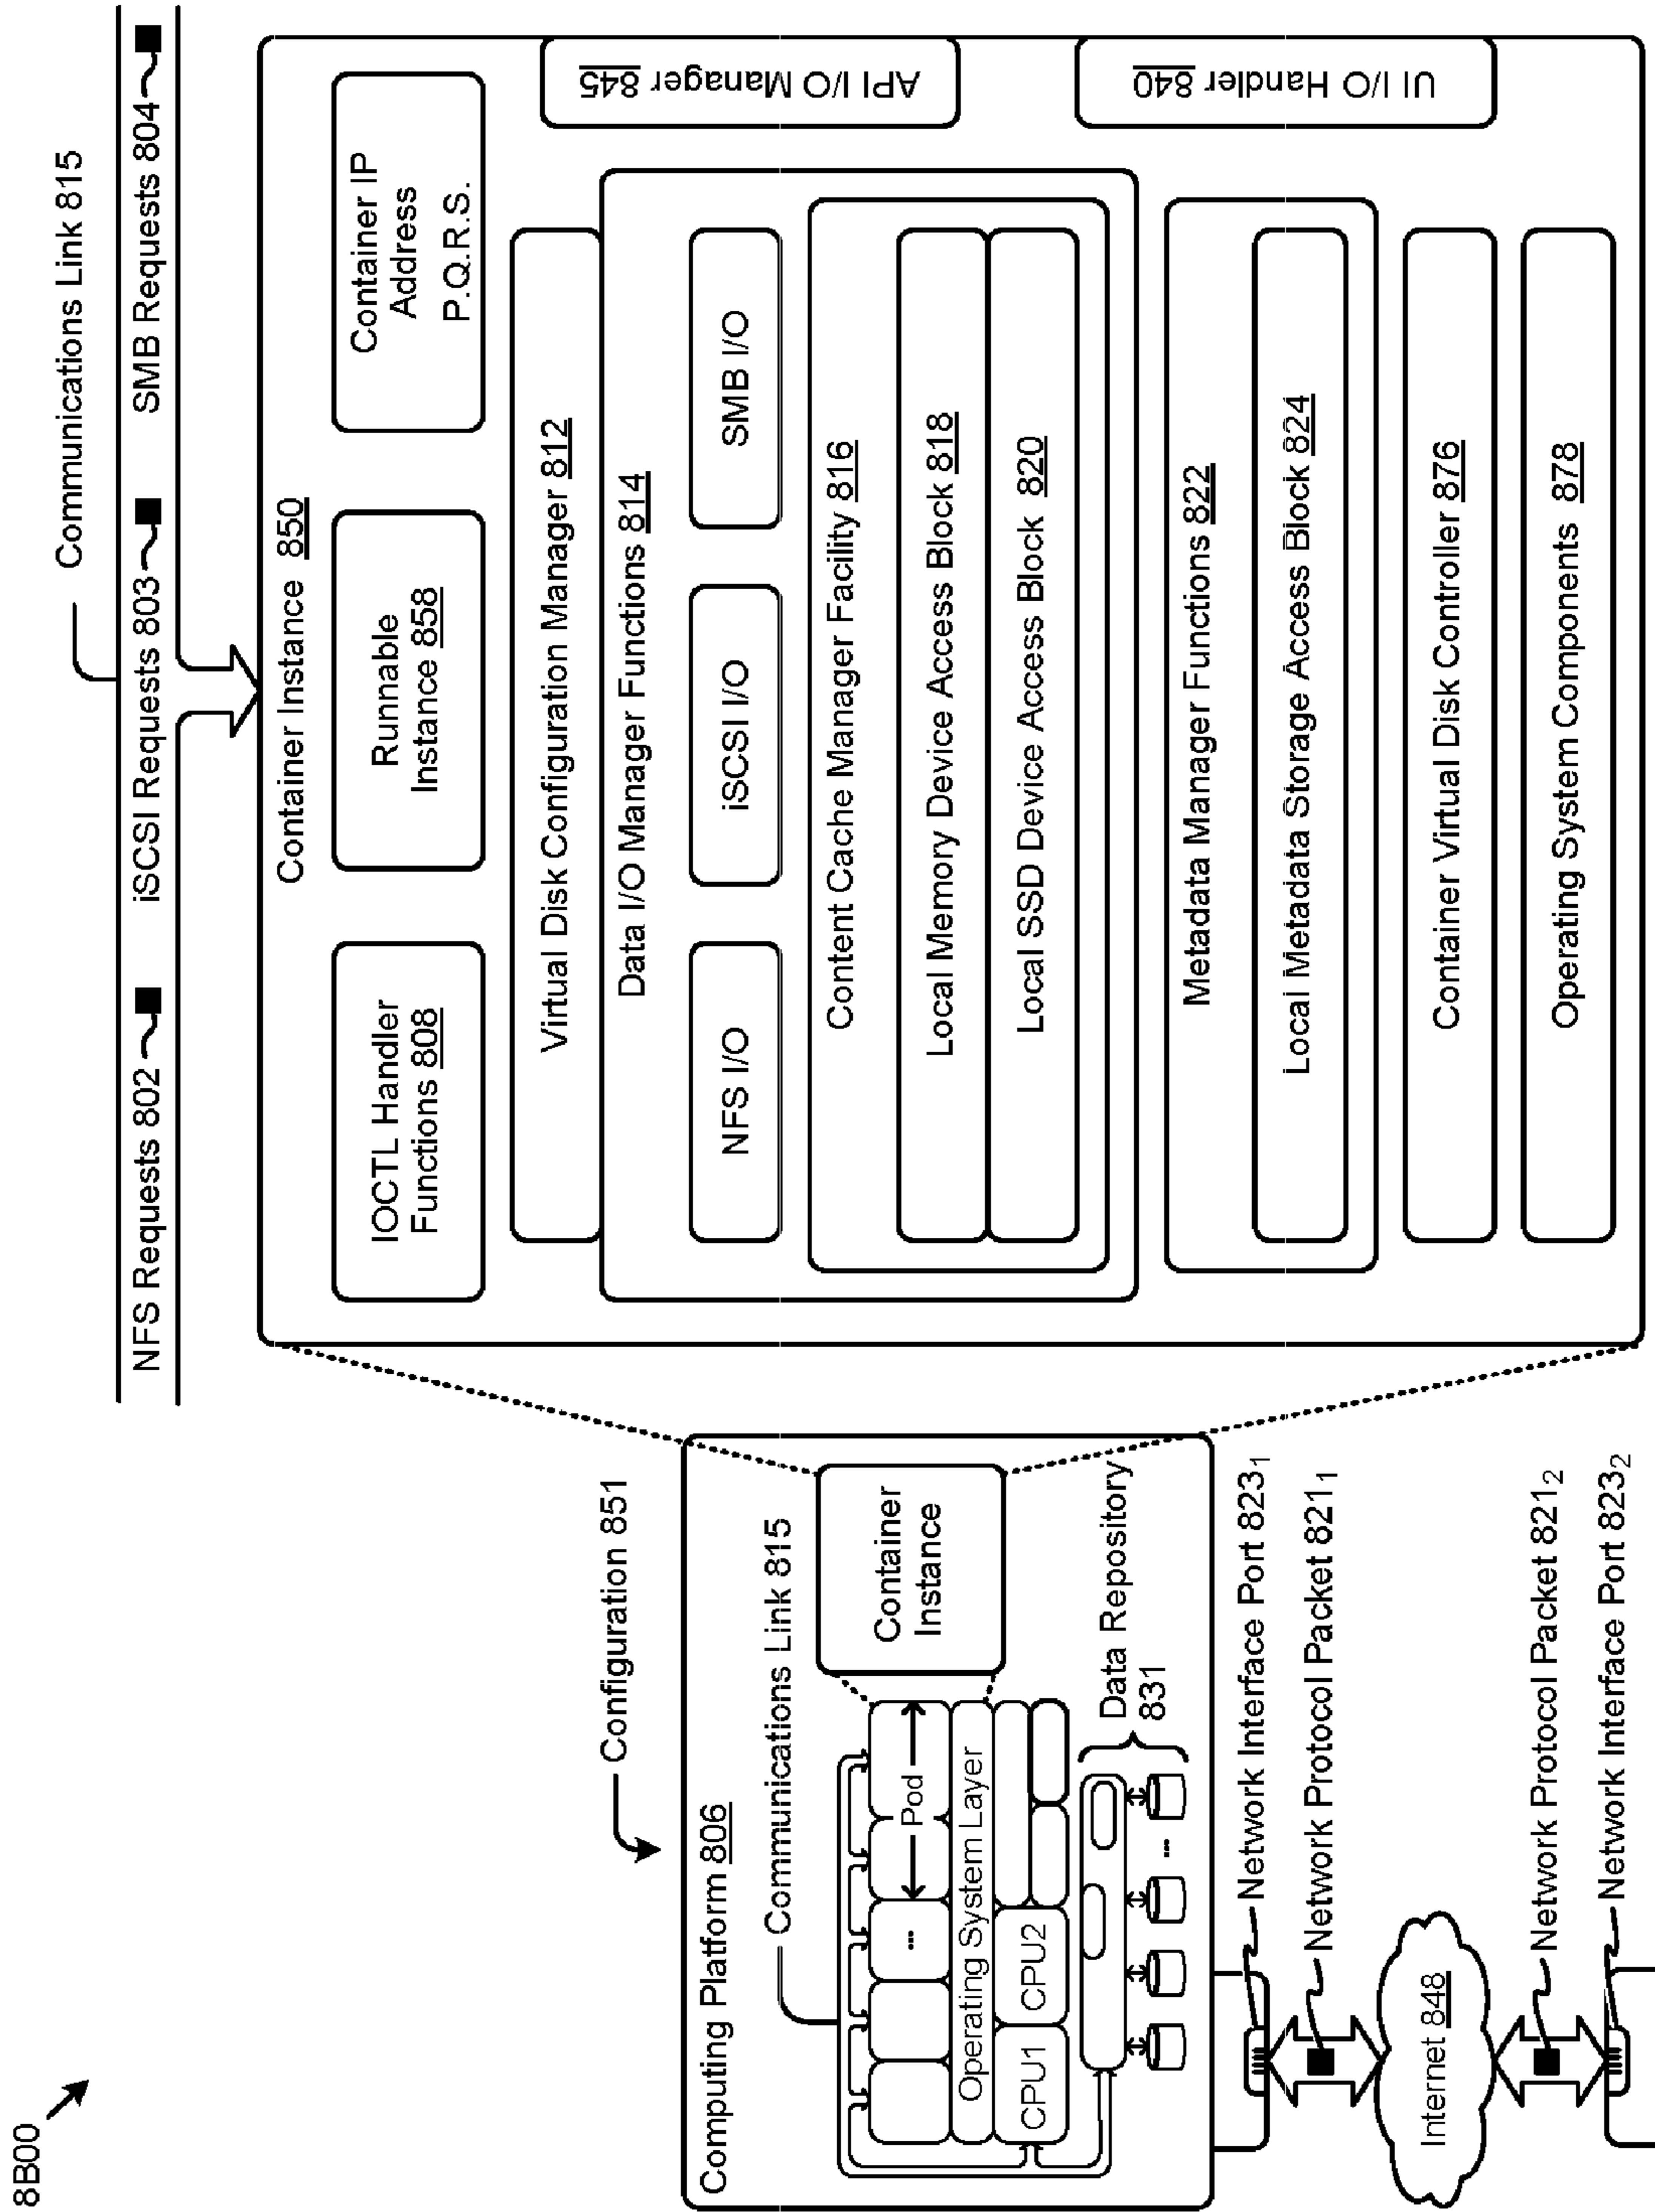 8B00
Communications Link 815
NFS Requests 802
iSCSI Requests 803
SMB Requests 804
Configuration 851
Computing Platform 806
Communications Link 815
...
Pod
Operating System Layer
CPU1
CPU2
Container
Instance
Data Repository
831
...
Network Interface Port 823₁
Network Protocol Packet 821₁
Internet 848
Network Protocol Packet 821₂
Network Interface Port 823₂
Container Instance 850
IOCTL Handler
Functions 808
Runnable
Instance 858
Container IP
Address
P.Q.R.S.
Virtual Disk Configuration Manager 812
Data I/O Manager Functions 814
NFS I/O
iSCSI I/O
SMB I/O
Content Cache Manager Facility 816
Local Memory Device Access Block 818
Local SSD Device Access Block 820
Metadata Manager Functions 822
Local Metadata Storage Access Block 824
Container Virtual Disk Controller 876
Operating System Components 878
API I/O Manager 845
UI I/O Handler 840